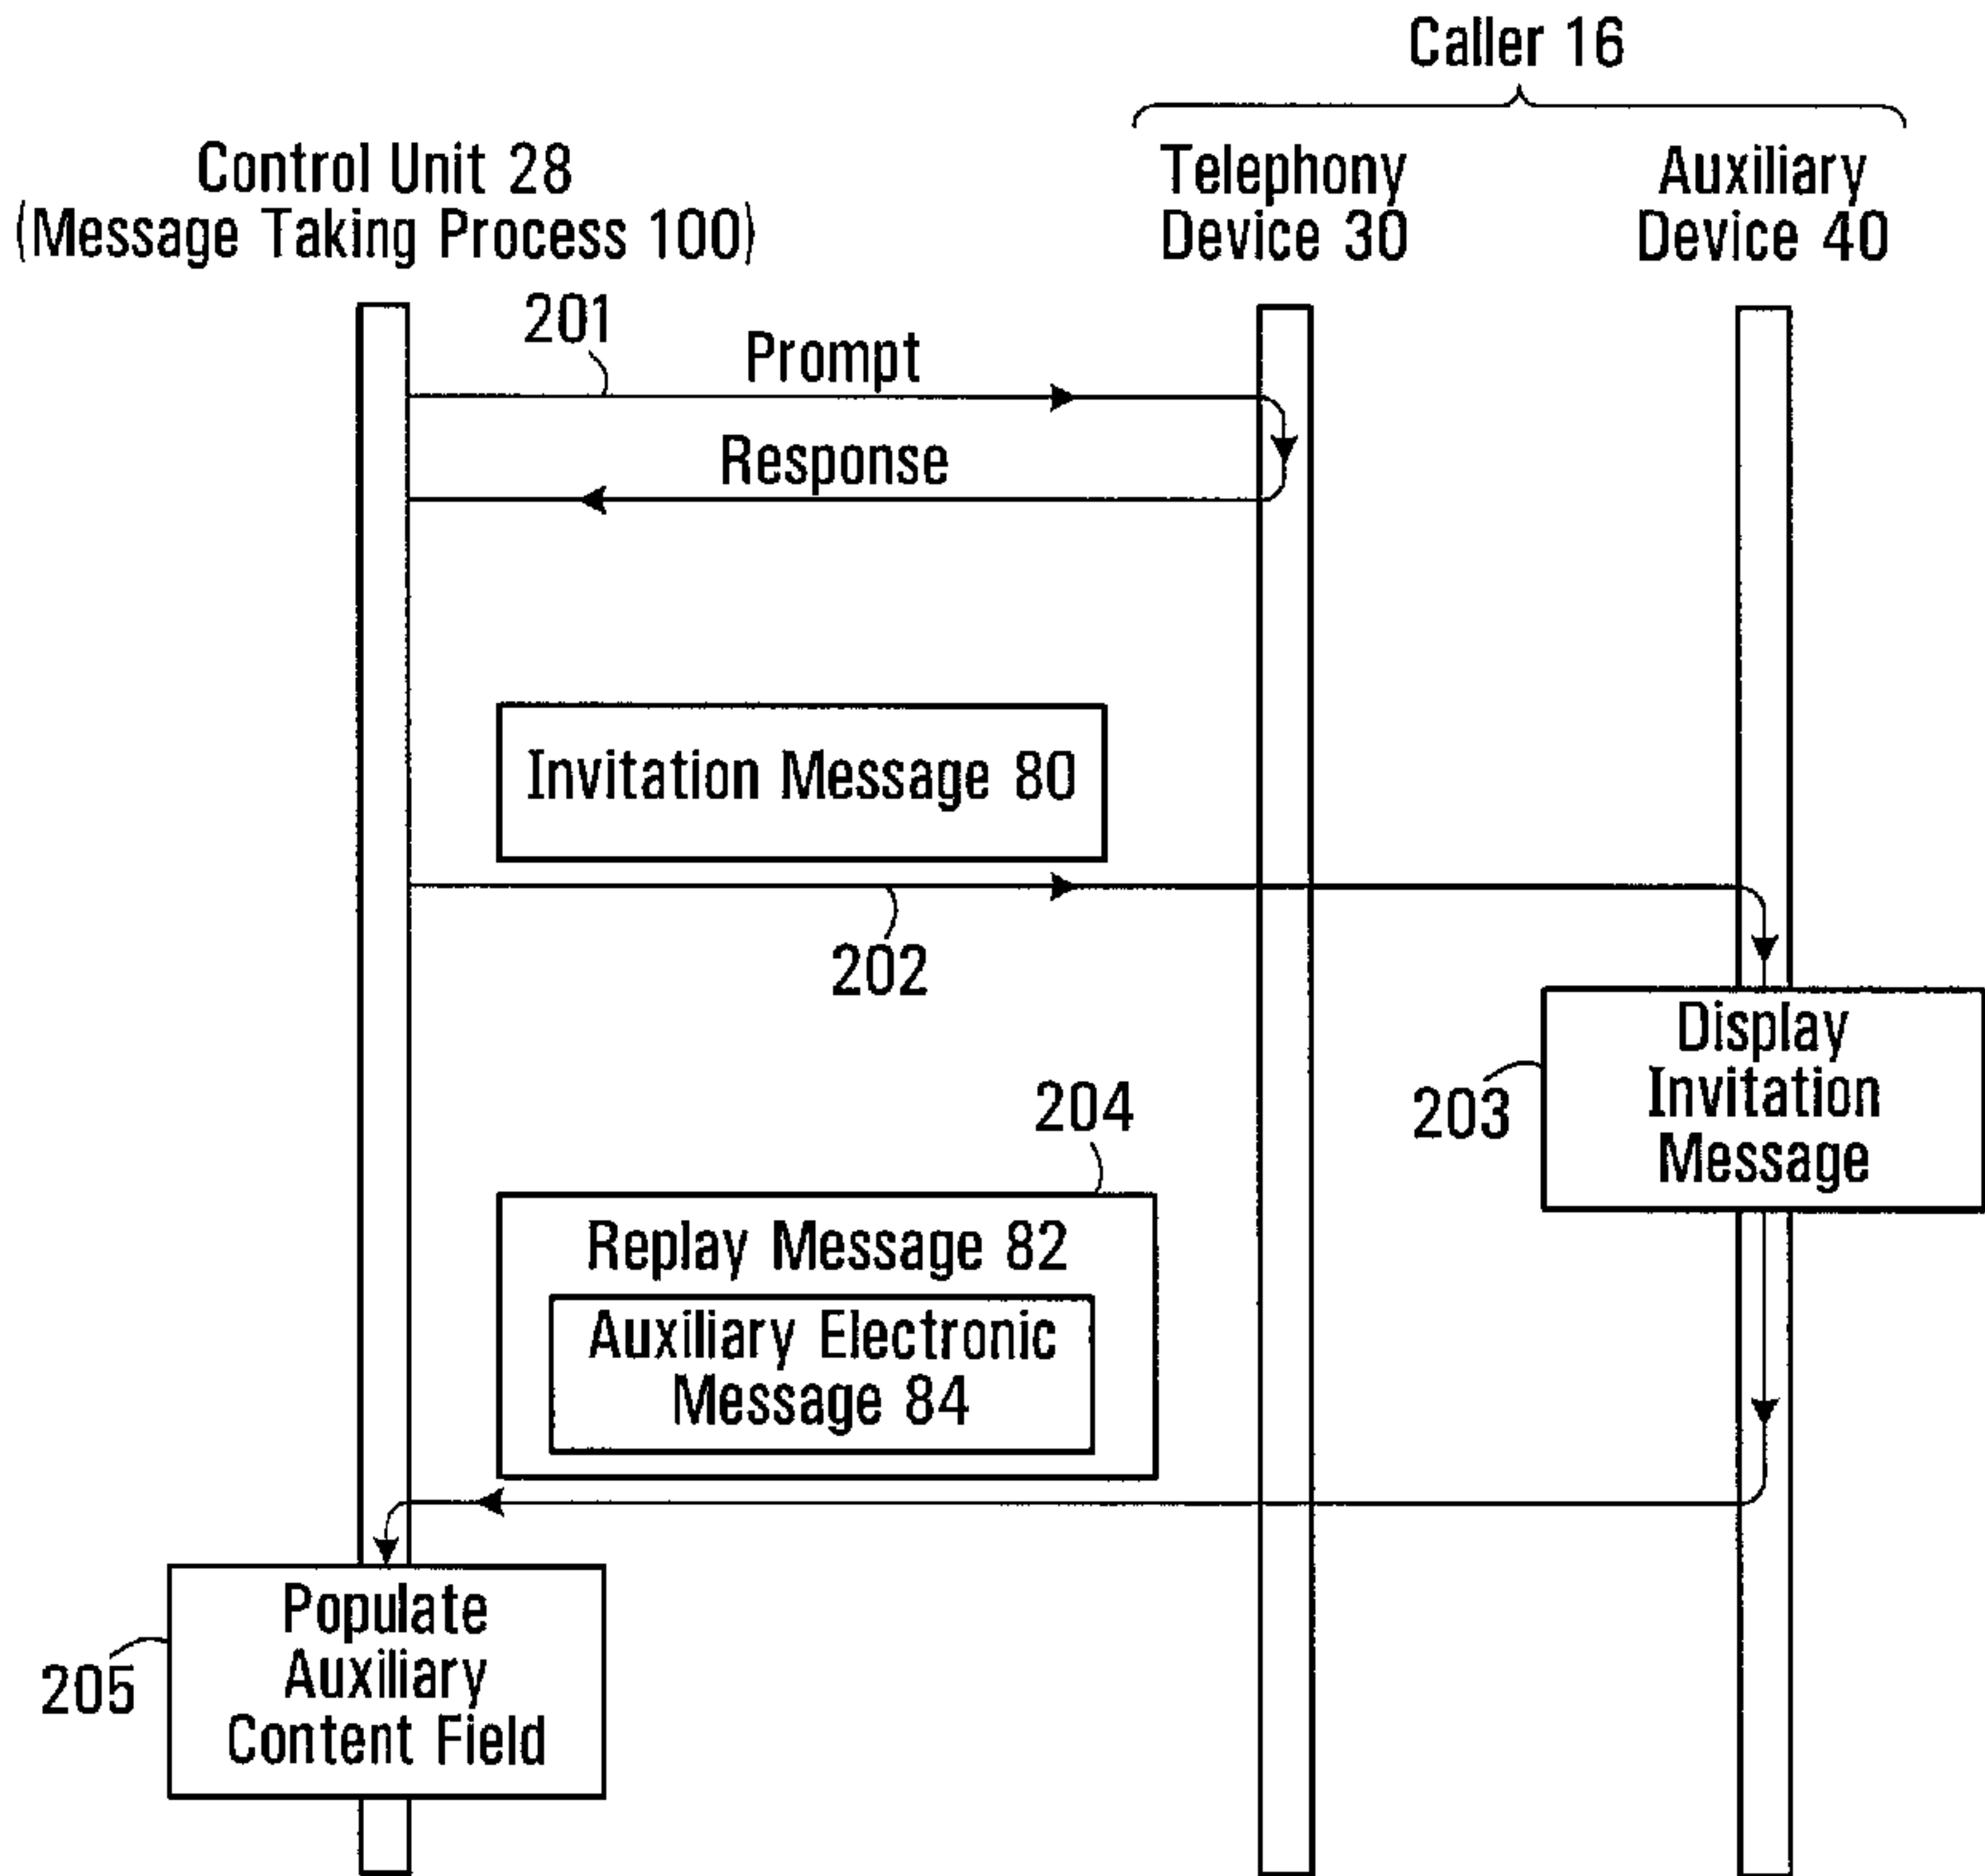 Caller 16
Control Unit 28
(Message Taking Process 100)
Telephony
Device 30
Auxiliary
Device 40
201
Prompt
Response
Invitation Message 80
202
Display
Invitation
Message
203
204
Replay Message 82
Auxiliary Electronic
Message 84
Populate
Auxiliary
Content Field
205